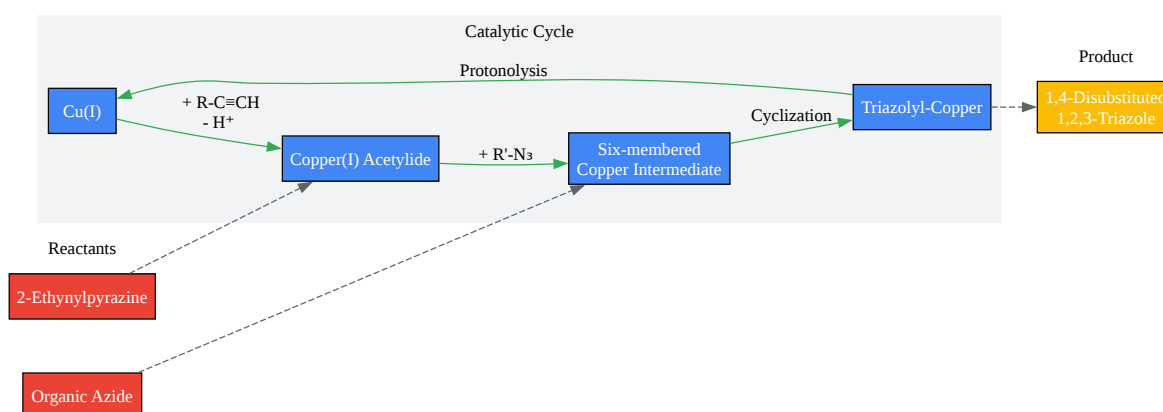 Catalytic Cycle
Product
Protonolysis
Cu(I)
+ R-C≡CH
- H⁺
Triazolyl-Copper
1,4-Disubstituted
1,2,3-Triazole
Cyclization
Copper(I) Acetylide
+ R'-N₃
Six-membered
Copper Intermediate
Reactants
2-Ethynylpyrazine
Organic Azide